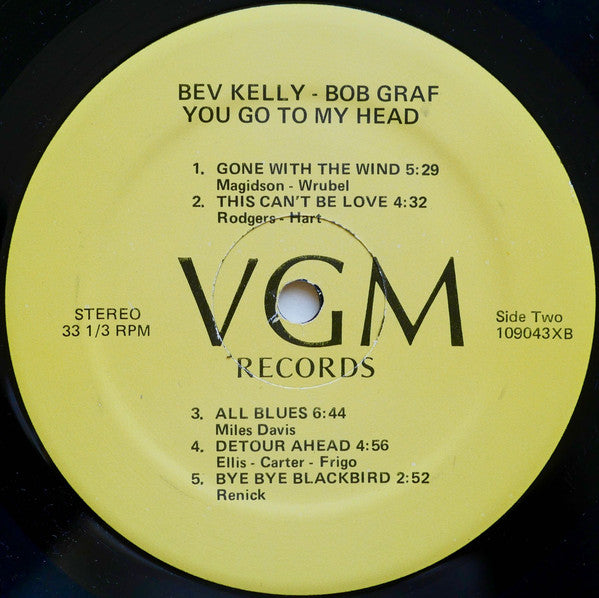 BEV KELLY - BOB GRAF
YOU GO TO MY HEAD
1. GONE WITH THE WIND 5:29
Magidson - Wrubel
2. THIS CAN'T BE LOVE 4:32
Rodgers - Hart
STEREO
33 1/3 RPM
VGM
RECORDS
Side Two
109043XB
3. ALL BLUES 6:44
Miles Davis
4. DETOUR AHEAD 4:56
Ellis - Carter - Frigo
5. BYE BYE BLACKBIRD 2:52
Renick